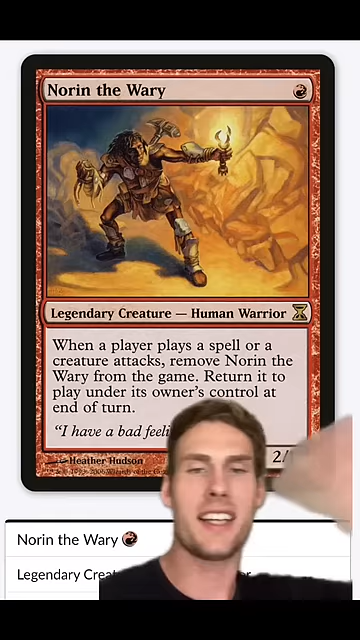 Norin the Wary
Legendary Creature — Human Warrior
When a player plays a spell or a
creature attacks, remove Norin the
Wary from the game. Return it to
play under its owner's control at
end of turn.
"I have a bad feeli
Heather Hudson
2/
Norin the Wary
Legendary Creat